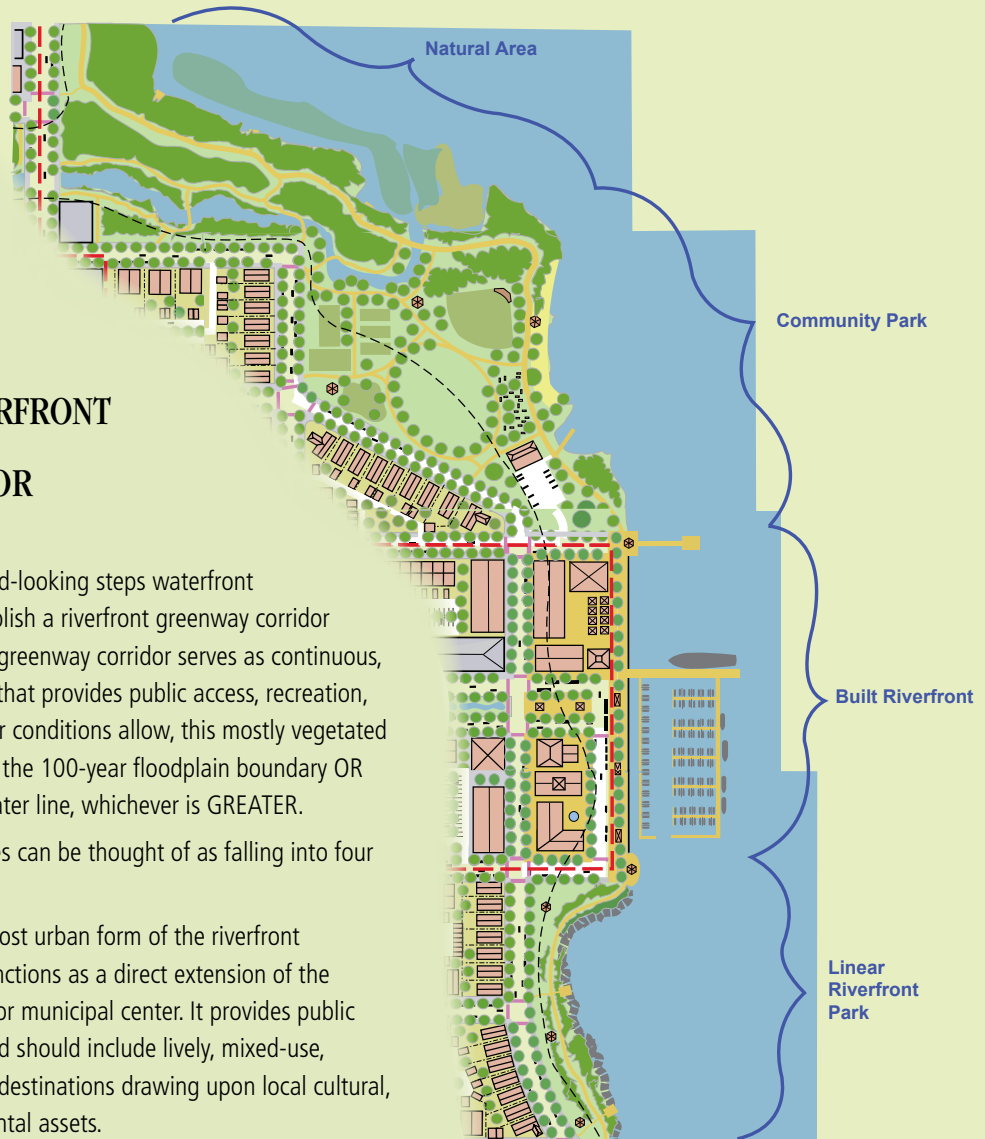 Natural Area
Community Park
Built Riverfront
Linear
Riverfront
Park
RFRONT
OR
d-looking steps waterfront
blish a riverfront greenway corridor
greenway corridor serves as continuous,
that provides public access, recreation,
r conditions allow, this mostly vegetated
the 100-year floodplain boundary OR
ater line, whichever is GREATER.
es can be thought of as falling into four
ost urban form of the riverfront
nctions as a direct extension of the
or municipal center. It provides public
d should include lively, mixed-use,
destinations drawing upon local cultural,
ntal assets.